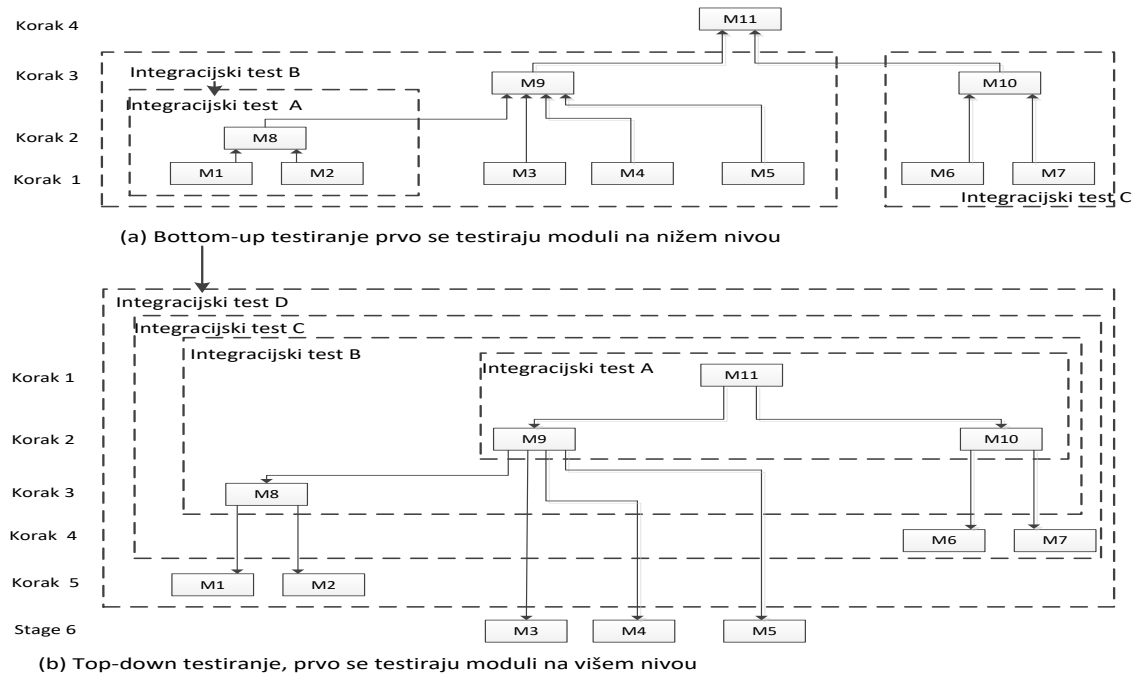 Korak 4
M11
Korak 3
Integracijski test B
M9
M10
Integracijski test  A
Korak 2
M8
Korak  1
M1
M2
M3
M4
M5
M6
M7
Integracijski test C
(a) Bottom-up testiranje prvo se testiraju moduli na nižem nivou
Integracijski test D
Integracijski test C
Integracijski test B
Integracijski test A
Korak 1
M11
Korak 2
M9
M10
Korak 3
M8
Korak  4
M6
M7
Korak  5
M1
M2
Stage 6
M3
M4
M5
(b) Top-down testiranje, prvo se testiraju moduli na višem nivou